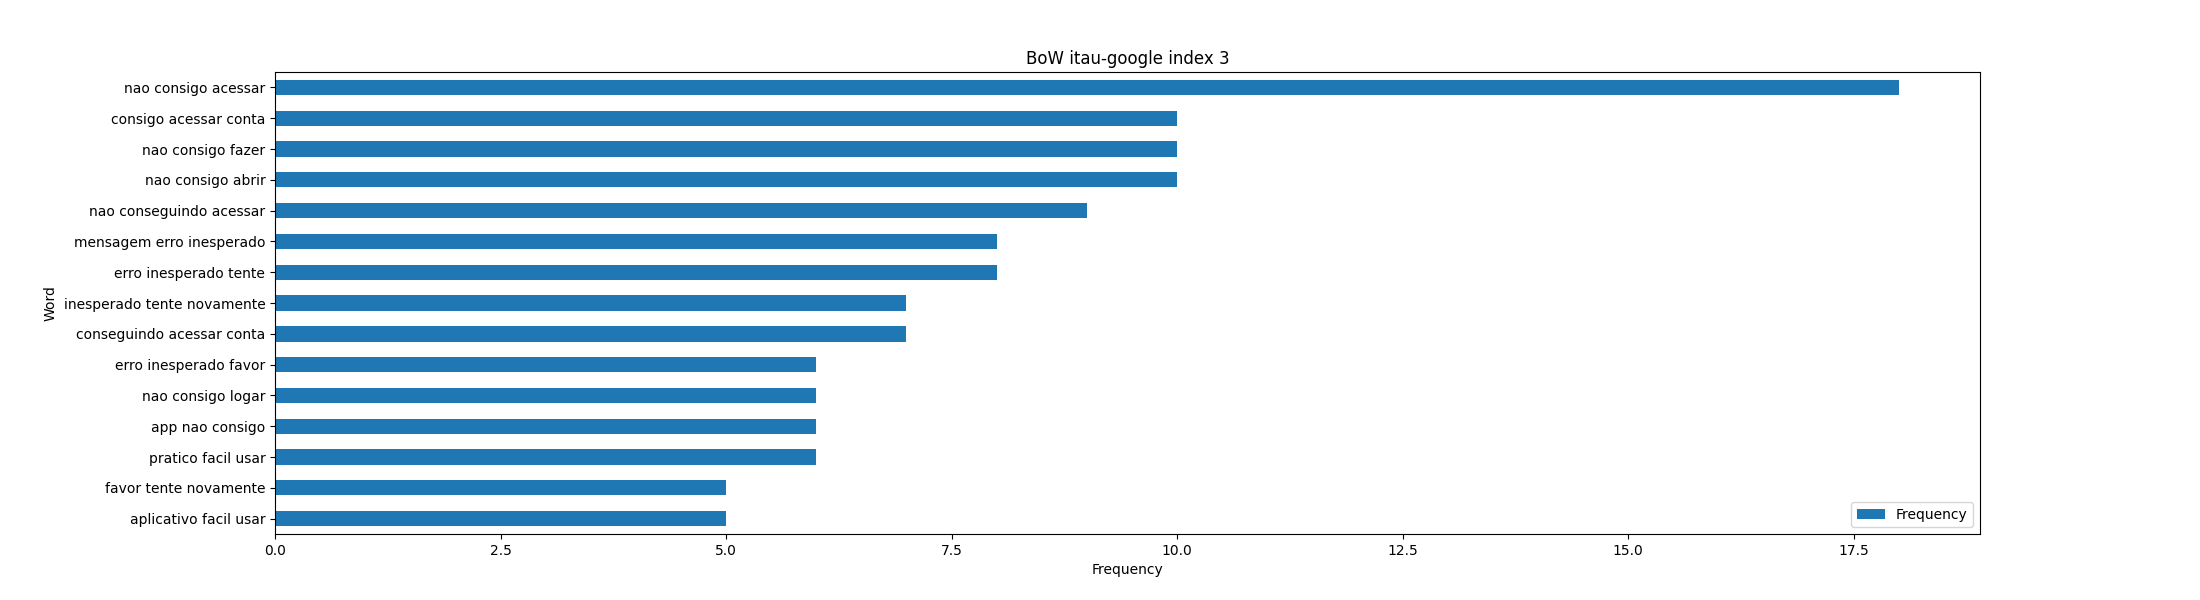 BoW itau-google index 3
nao consigo acessar
consigo acessar conta
nao consigo fazer
nao consigo abrir
nao conseguindo acessar
mensagem erro inesperado
erro inesperado tente
inesperado tente novamente
conseguindo acessar conta
erro inesperado favor
nao consigo logar
app nao consigo
pratico facil usar
favor tente novamente
aplicativo facil usar
Word
Frequency
0.0 2.5 5.0 7.5 10.0 12.5 15.0 17.5
Frequency